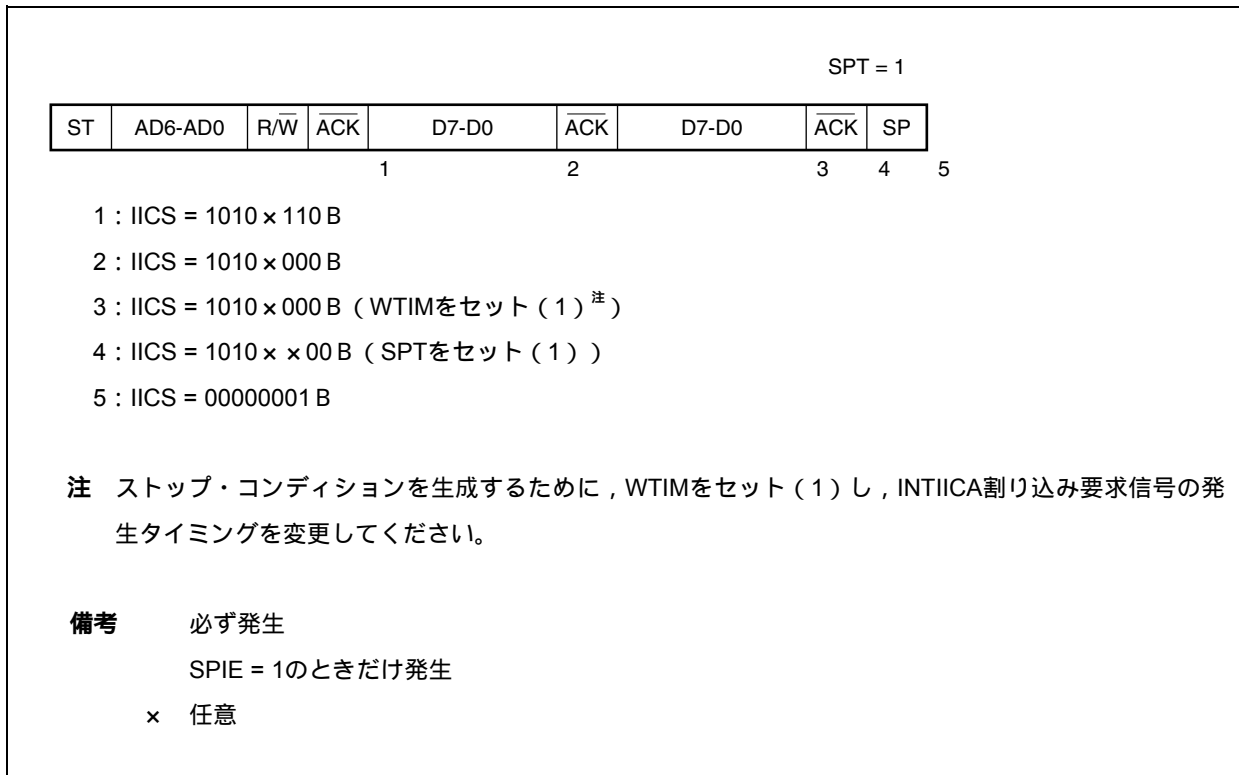 SPT = 1
ST AD6-AD0 R/W̅ A̅C̅K̅ D7-D0 A̅C̅K̅ D7-D0 A̅C̅K̅ SP
1 2 3 4 5
1：IICS = 1010×110 B
2：IICS = 1010×000 B
3：IICS = 1010×000 B（WTIMをセット（1）注）
4：IICS = 1010××00 B（SPTをセット（1））
5：IICS = 00000001 B
注 ストップ・コンディションを生成するために，WTIMをセット（1）し，INTIICA割り込み要求信号の発
生タイミングを変更してください。
備考 必ず発生
SPIE = 1のときだけ発生
× 任意